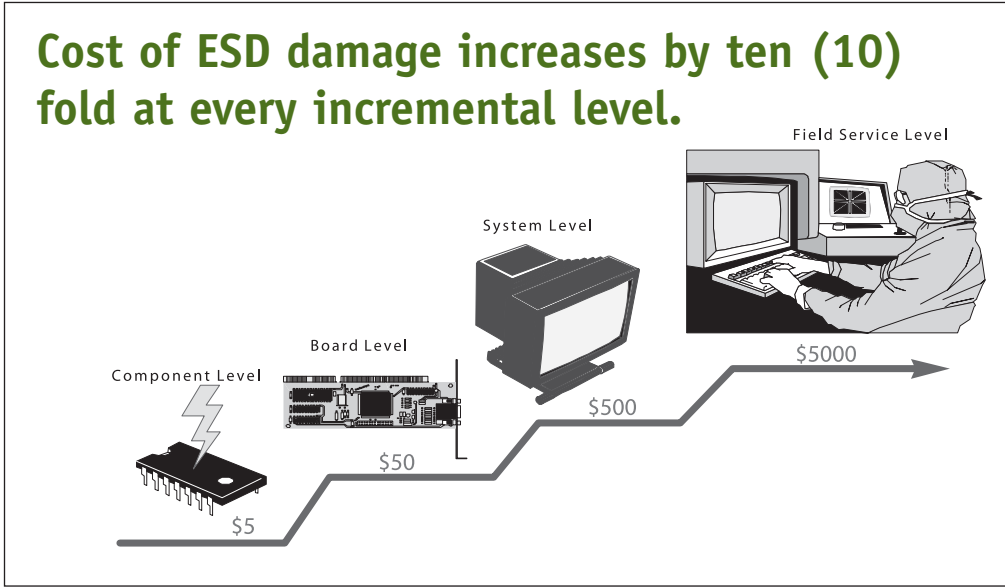 Cost of ESD damage increases by ten (10)
fold at every incremental level.
Field Service Level
System Level
Board Level
Component Level
$5000
$500
$50
$5